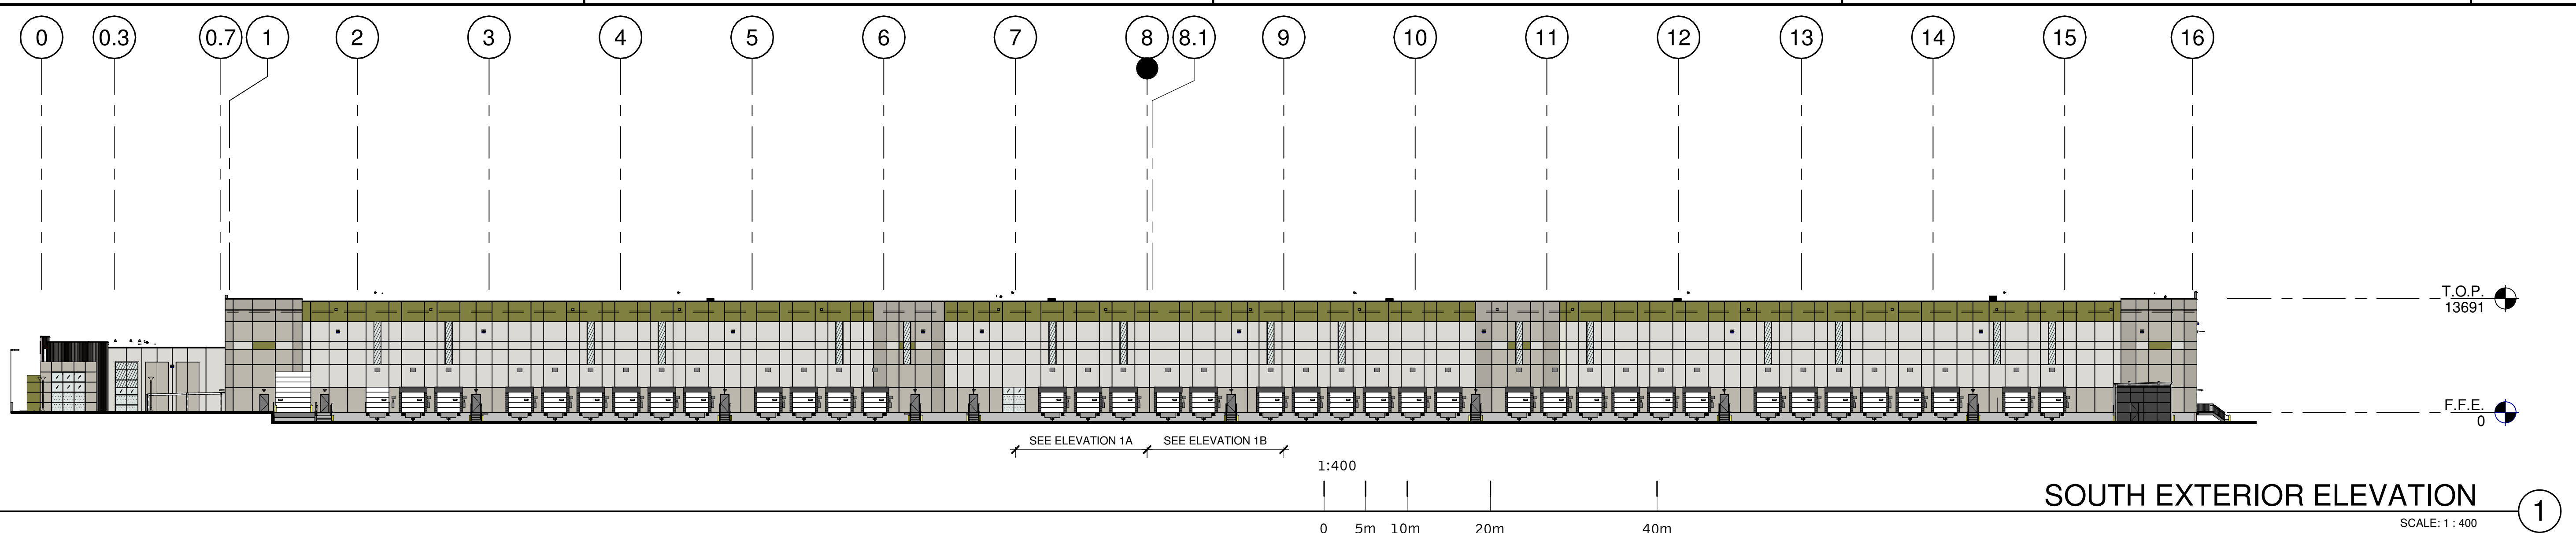 0 0.3 0.7 1 2 3 4 5 6 7 8 8.1 9 10 11 12 13 14 15 16
T.O.P.
13691
F.F.E.
0
SEE ELEVATION 1A SEE ELEVATION 1B
1:400
0 5m 10m 20m 40m
SOUTH EXTERIOR ELEVATION
1
SCALE: 1 : 400